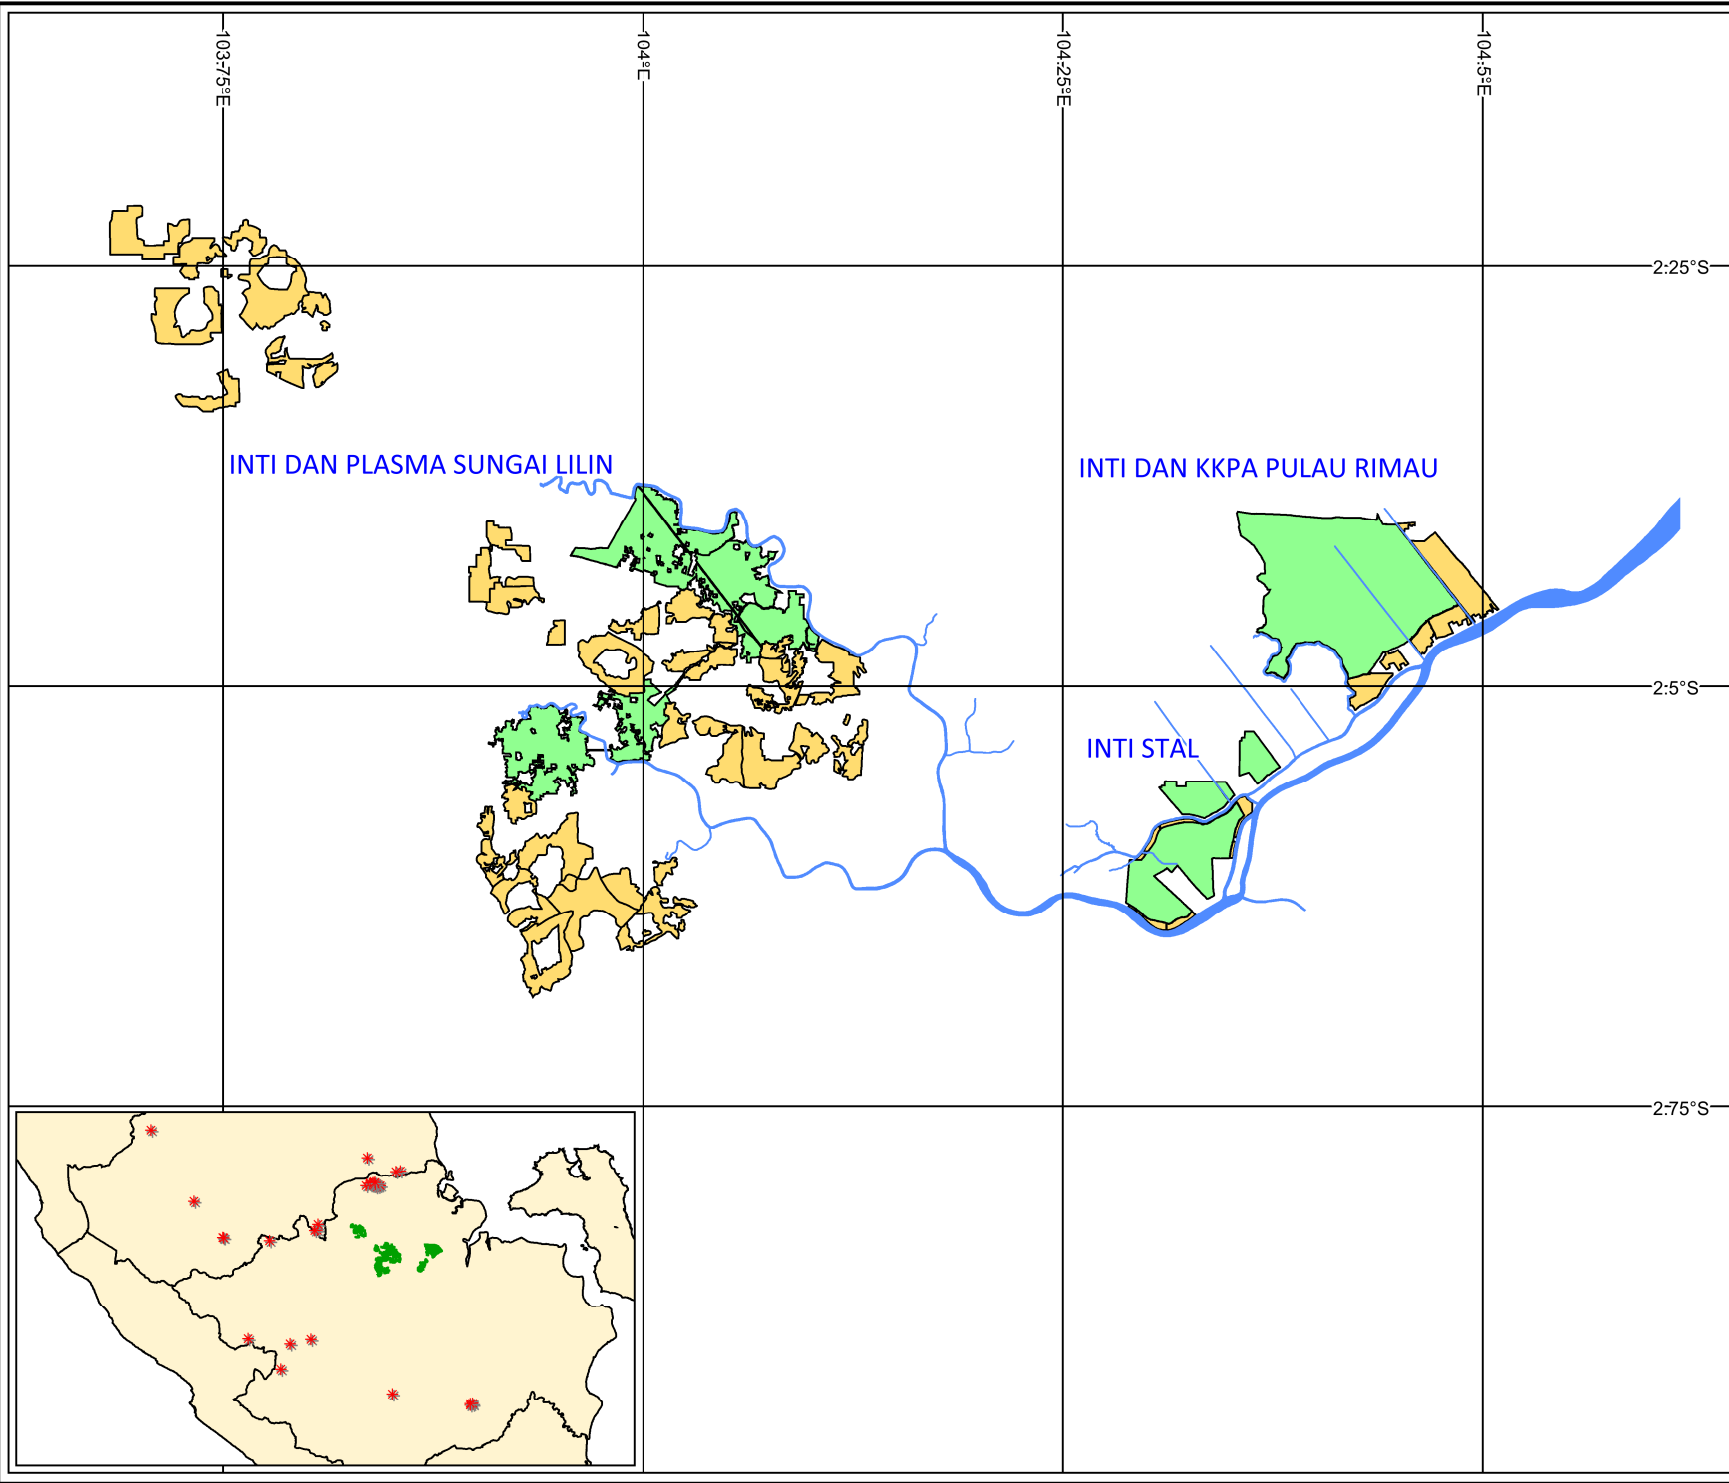 103.75°E
104°E
104.25°E
104.5°E
2.25°S
INTI DAN PLASMA SUNGAI LILIN
INTI DAN KKPA PULAU RIMAU
2.5°S
INTI STAL
2.75°S